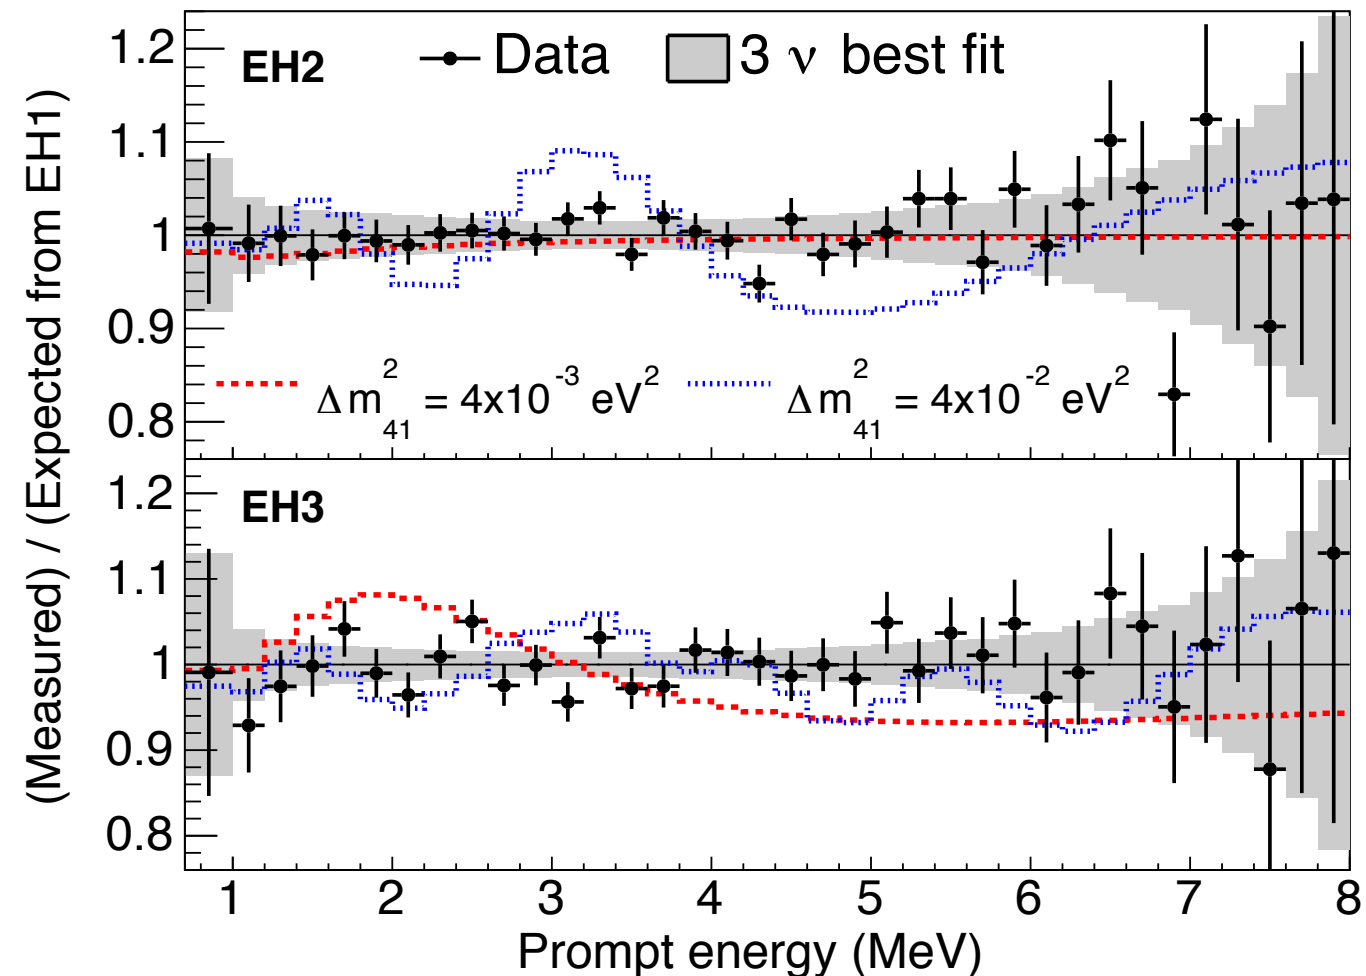 (Measured) / (Expected from EH1)
1.2
1.1
1
0.9
0.8
EH2
Data
3 ν best fit
Δm²₄₁ = 4x10⁻³ eV²
Δm²₄₁ = 4x10⁻² eV²
1.2
1.1
1
0.9
0.8
EH3
1 2 3 4 5 6 7 8
Prompt energy (MeV)